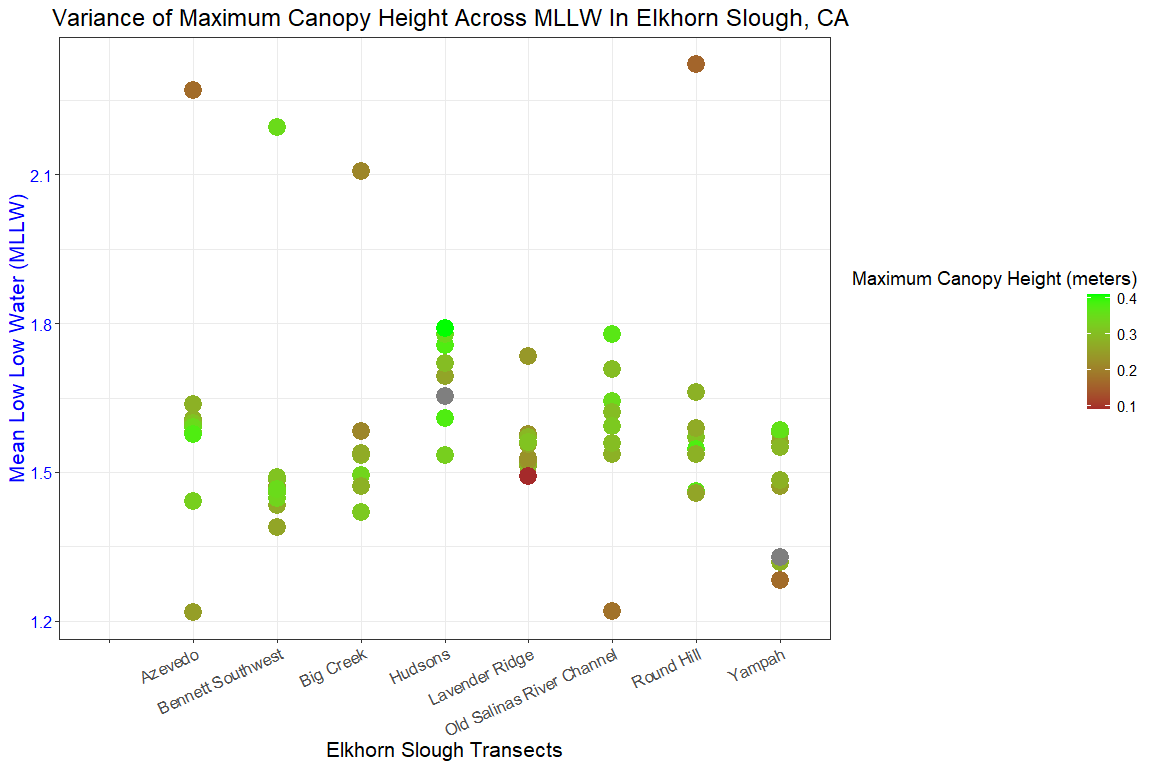 Variance of Maximum Canopy Height Across MLLW In Elkhorn Slough, CA
Mean Low Low Water (MLLW)
2.1
1.8
1.5
1.2
Azevedo
Bennett Southwest
Big Creek
Hudsons
Lavender Ridge
Old Salinas River Channel
Round Hill
Yampah
Elkhorn Slough Transects
Maximum Canopy Height (meters)
0.4
0.3
0.2
0.1